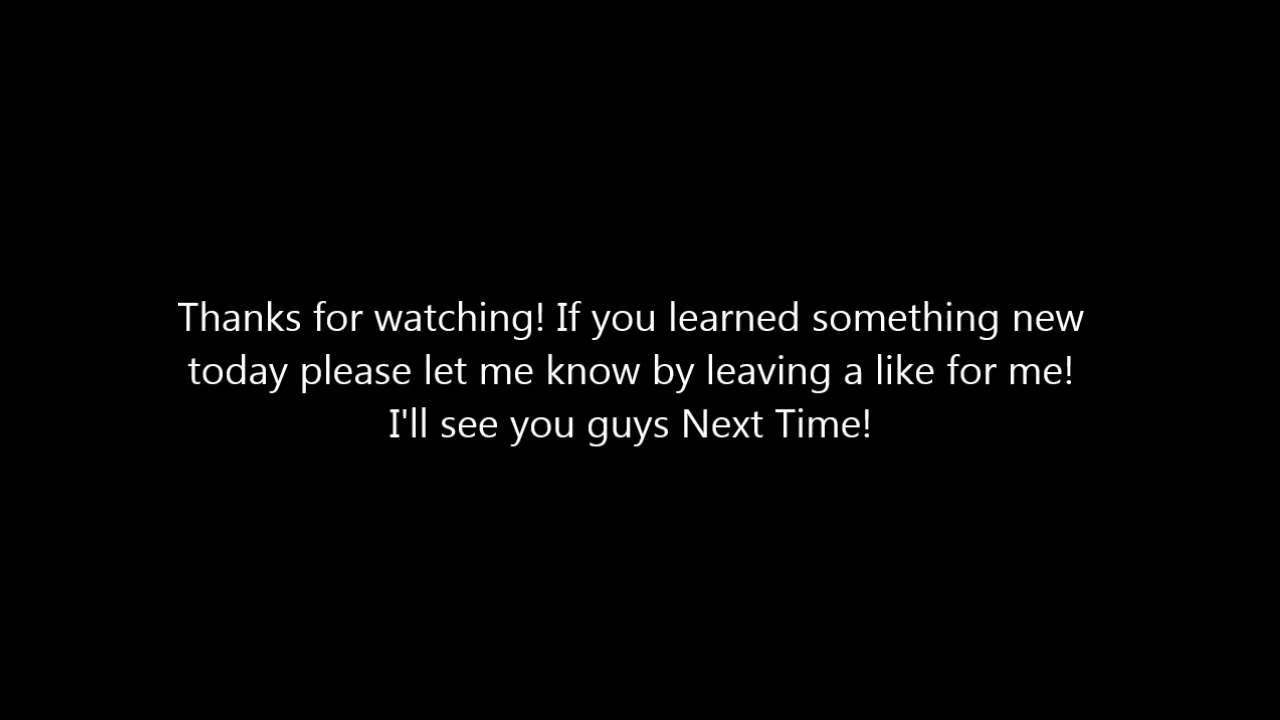 Thanks for watching! If you learned something new
today please let me know by leaving a like for me!
I'll see you guys Next Time!